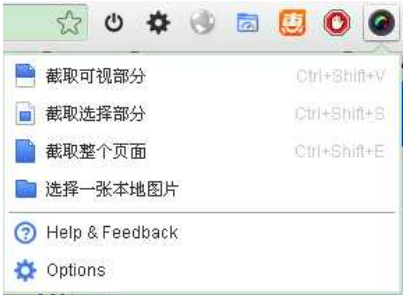 惠
截取可视部分 Ctrl+Shift+V
截取选择部分 Ctrl+Shift+S
截取整个页面 Ctrl+Shift+E
选择一张本地图片
Help & Feedback
Options